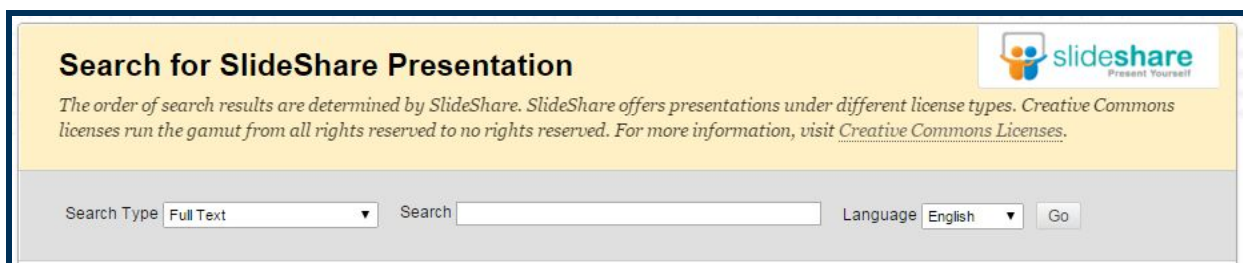 Search for SlideShare Presentation
slideshare
Present Yourself
The order of search results are determined by SlideShare. SlideShare offers presentations under different license types. Creative Commons
licenses run the gamut from all rights reserved to no rights reserved. For more information, visit Creative Commons Licenses.
Search Type Full Text Search Language English Go